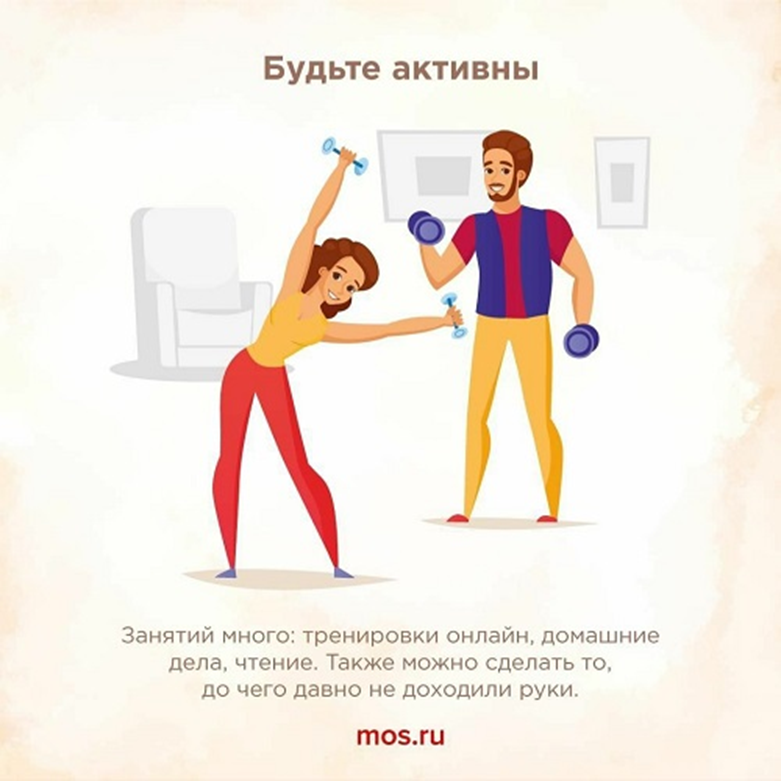 Будьте активны
Занятий много: тренировки онлайн, домашние
дела, чтение. Также можно сделать то,
до чего давно не доходили руки.
mos.ru